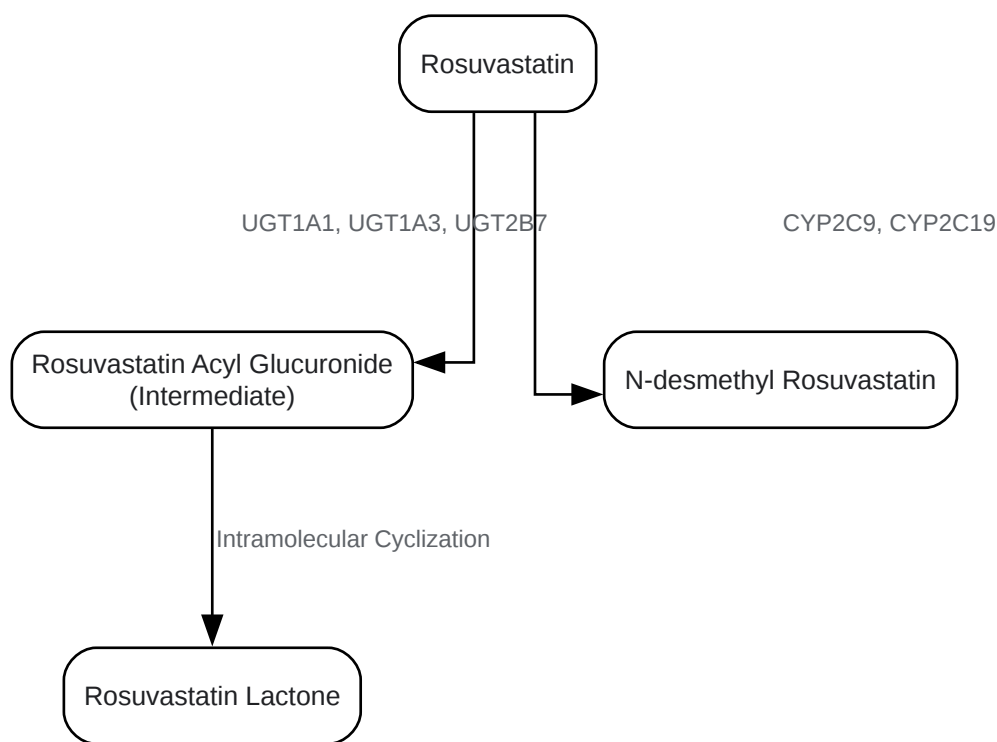 Rosuvastatin
UGT1A1, UGT1A3, UGT2B7
CYP2C9, CYP2C19
Rosuvastatin Acyl Glucuronide
(Intermediate)
N-desmethyl Rosuvastatin
Intramolecular Cyclization
Rosuvastatin Lactone